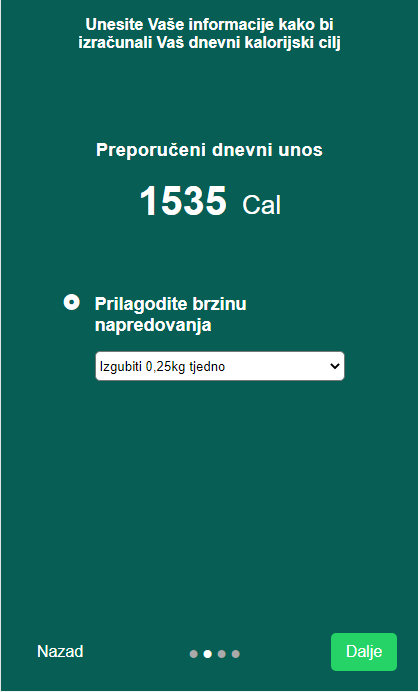 Unesite Vaše informacije kako bi
izračunali Vaš dnevni kalorijski cilj
Preporučeni dnevni unos
1535 Cal
Prilagodite brzinu
napredovanja
Izgubiti 0,25kg tjedno
Nazad
Dalje